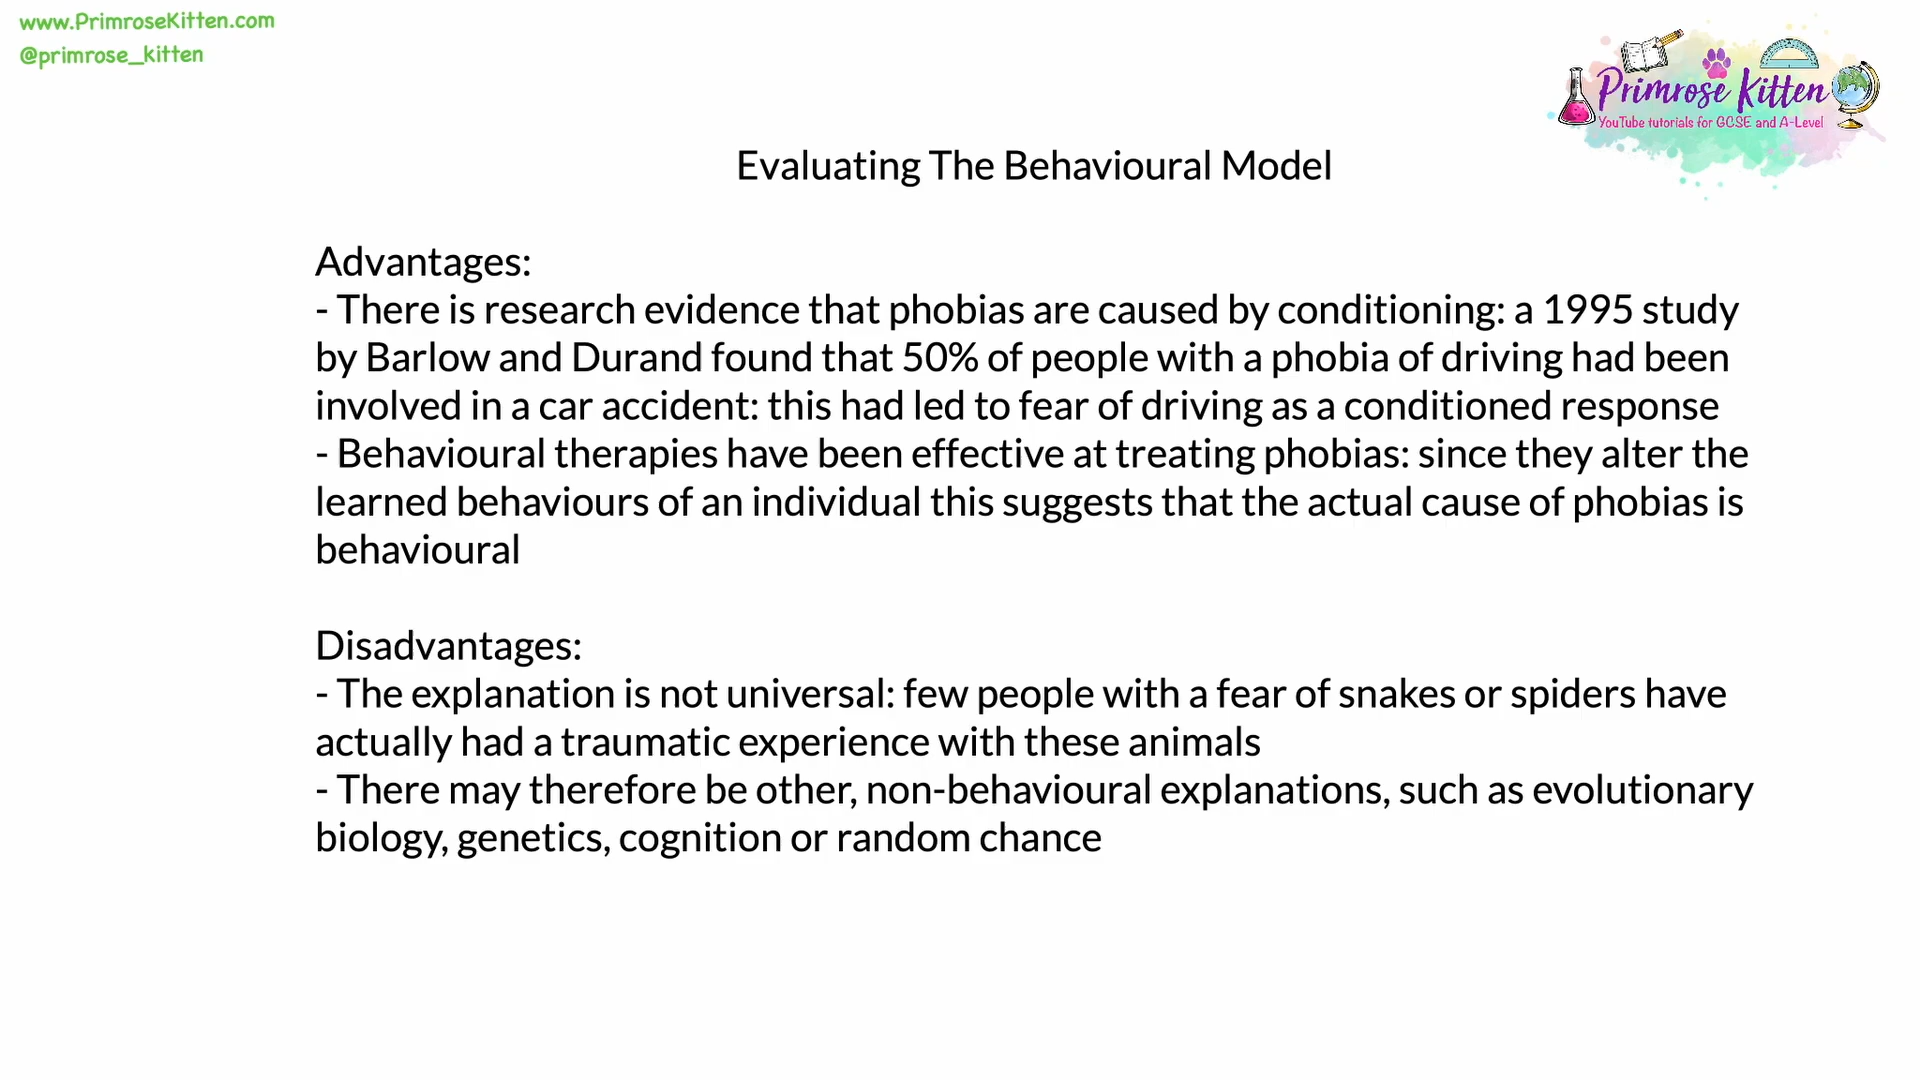 www.PrimroseKitten.com
@primrose_kitten
Primrose Kitten
YouTube tutorials for GCSE and A-Level
Evaluating The Behavioural Model
Advantages:
- There is research evidence that phobias are caused by conditioning: a 1995 study
by Barlow and Durand found that 50% of people with a phobia of driving had been
involved in a car accident: this had led to fear of driving as a conditioned response
- Behavioural therapies have been effective at treating phobias: since they alter the
learned behaviours of an individual this suggests that the actual cause of phobias is
behavioural
Disadvantages:
- The explanation is not universal: few people with a fear of snakes or spiders have
actually had a traumatic experience with these animals
- There may therefore be other, non-behavioural explanations, such as evolutionary
biology, genetics, cognition or random chance